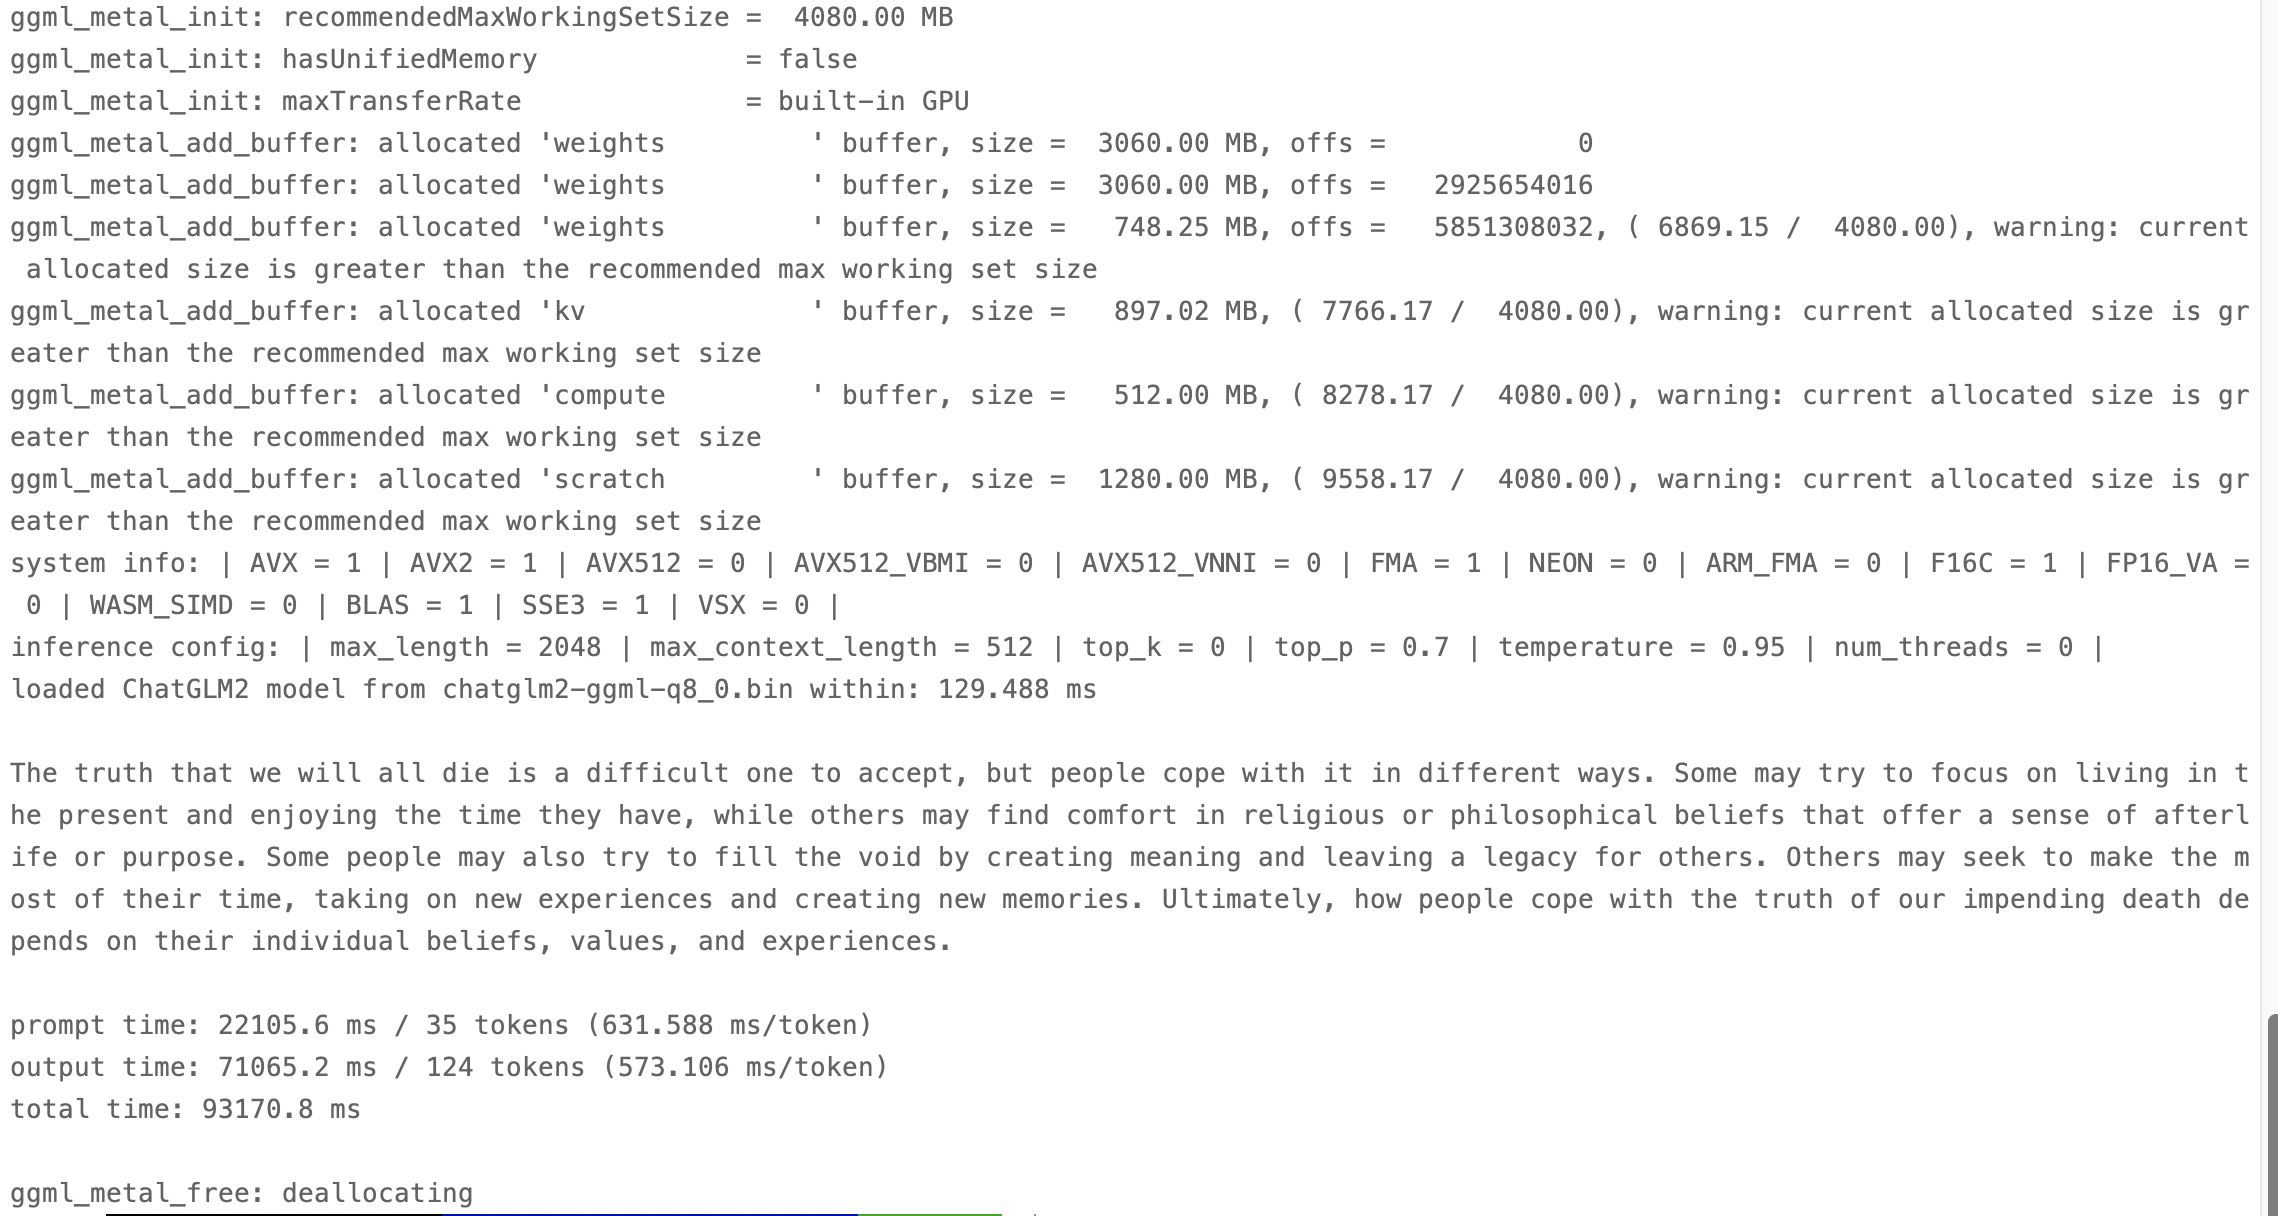 ggml_metal_init: recommendedMaxWorkingSetSize =  4080.00 MB
ggml_metal_init: hasUnifiedMemory             = false
ggml_metal_init: maxTransferRate              = built-in GPU
ggml_metal_add_buffer: allocated 'weights         ' buffer, size =  3060.00 MB, offs =            0
ggml_metal_add_buffer: allocated 'weights         ' buffer, size =  3060.00 MB, offs =   2925654016
ggml_metal_add_buffer: allocated 'weights         ' buffer, size =   748.25 MB, offs =   5851308032, ( 6869.15 /  4080.00), warning: current
 allocated size is greater than the recommended max working set size
ggml_metal_add_buffer: allocated 'kv              ' buffer, size =   897.02 MB, ( 7766.17 /  4080.00), warning: current allocated size is gr
eater than the recommended max working set size
ggml_metal_add_buffer: allocated 'compute         ' buffer, size =   512.00 MB, ( 8278.17 /  4080.00), warning: current allocated size is gr
eater than the recommended max working set size
ggml_metal_add_buffer: allocated 'scratch         ' buffer, size =  1280.00 MB, ( 9558.17 /  4080.00), warning: current allocated size is gr
eater than the recommended max working set size
system info: | AVX = 1 | AVX2 = 1 | AVX512 = 0 | AVX512_VBMI = 0 | AVX512_VNNI = 0 | FMA = 1 | NEON = 0 | ARM_FMA = 0 | F16C = 1 | FP16_VA =
 0 | WASM_SIMD = 0 | BLAS = 1 | SSE3 = 1 | VSX = 0 |
inference config: | max_length = 2048 | max_context_length = 512 | top_k = 0 | top_p = 0.7 | temperature = 0.95 | num_threads = 0 |
loaded ChatGLM2 model from chatglm2-ggml-q8_0.bin within: 129.488 ms

The truth that we will all die is a difficult one to accept, but people cope with it in different ways. Some may try to focus on living in t
he present and enjoying the time they have, while others may find comfort in religious or philosophical beliefs that offer a sense of afterl
ife or purpose. Some people may also try to fill the void by creating meaning and leaving a legacy for others. Others may seek to make the m
ost of their time, taking on new experiences and creating new memories. Ultimately, how people cope with the truth of our impending death de
pends on their individual beliefs, values, and experiences.

prompt time: 22105.6 ms / 35 tokens (631.588 ms/token)
output time: 71065.2 ms / 124 tokens (573.106 ms/token)
total time: 93170.8 ms

ggml_metal_free: deallocating